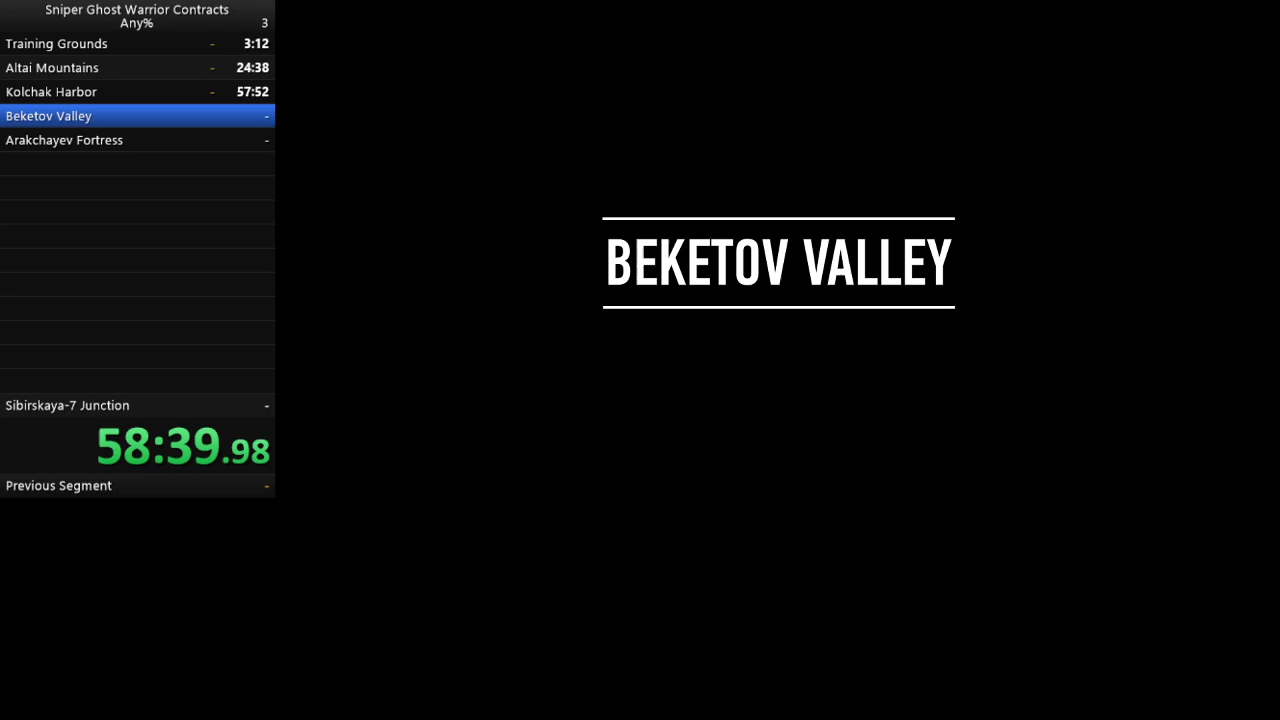 Sniper Ghost Warrior Contracts
Any% 3
Training Grounds - 3:12
Altai Mountains - 24:38
Kolchak Harbor - 57:52
Beketov Valley -
Arakchayev Fortress -
BEKETOV VALLEY
Sibirskaya-7 Junction -
58:39.98
Previous Segment -